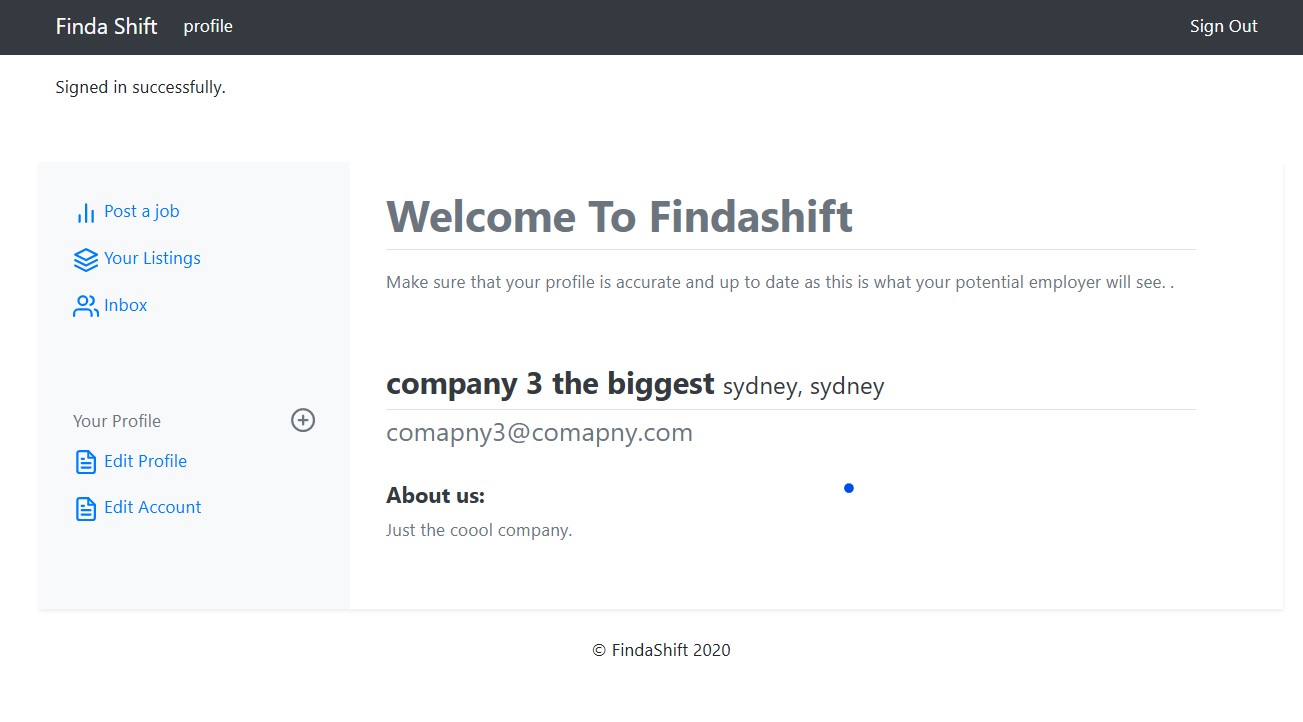 Finda Shift profile Sign Out
Signed in successfully.
Post a job
Your Listings
Inbox
Your Profile
Edit Profile
Edit Account
Welcome To Findashift
Make sure that your profile is accurate and up to date as this is what your potential employer will see. .
company 3 the biggest sydney, sydney
comapny3@comapny.com
About us:
Just the coool company.
© FindaShift 2020